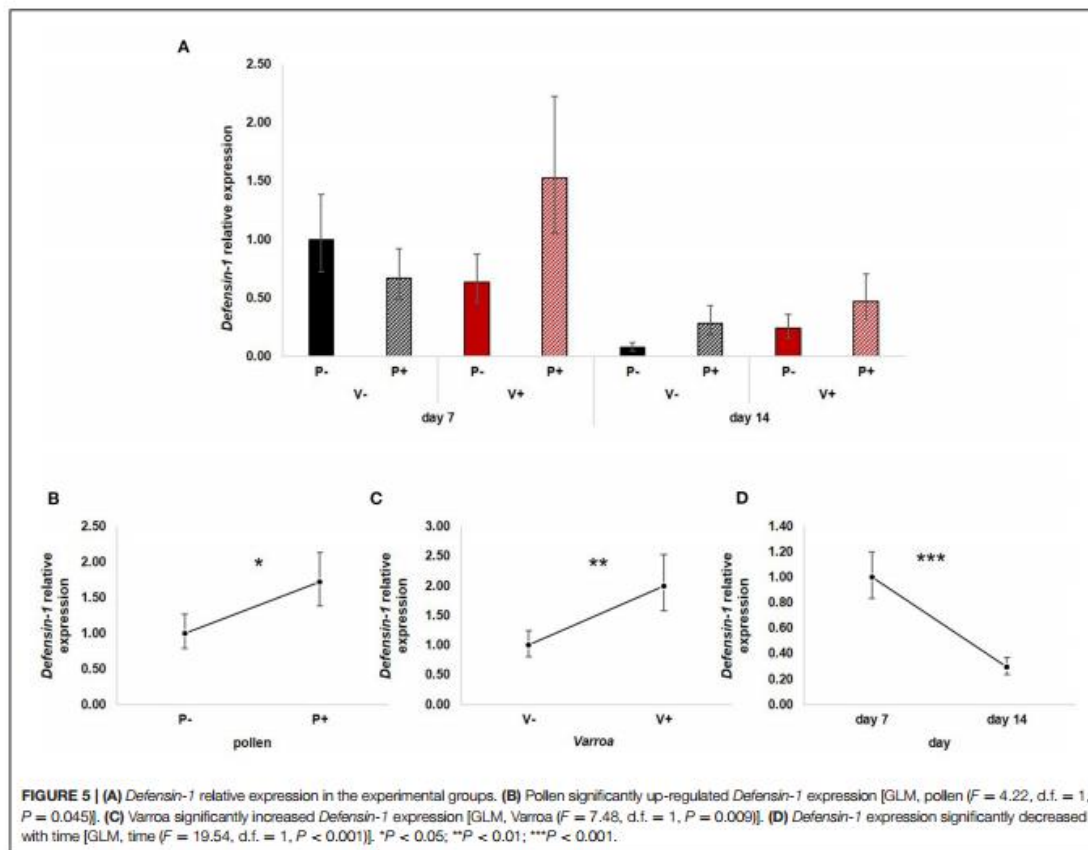 A
2.50
2.00
1.50
1.00
0.50
0.00
Defensin-1 relative expression
P- P+ P- P+ P- P+ P- P+
V- V+ V- V+
day 7 day 14
B
2.50
2.00
1.50
1.00
0.50
0.00
Defensin-1 relative
expression
*
P- P+
pollen
C
3.00
2.50
2.00
1.50
1.00
0.50
0.00
Defensin-1 relative
expression
**
V- V+
Varroa
D
1.40
1.20
1.00
0.80
0.60
0.40
0.20
0.00
Defensin-1 relative
expression
***
day 7 day 14
day
FIGURE 5 | (A) Defensin-1 relative expression in the experimental groups. (B) Pollen significantly up-regulated Defensin-1 expression [GLM, pollen (F = 4.22, d.f. = 1,
P = 0.045)]. (C) Varroa significantly increased Defensin-1 expression [GLM, Varroa (F = 7.48, d.f. = 1, P = 0.009)]. (D) Defensin-1 expression significantly decreased
with time [GLM, time (F = 19.54, d.f. = 1, P < 0.001)]. *P < 0.05; **P < 0.01; ***P < 0.001.